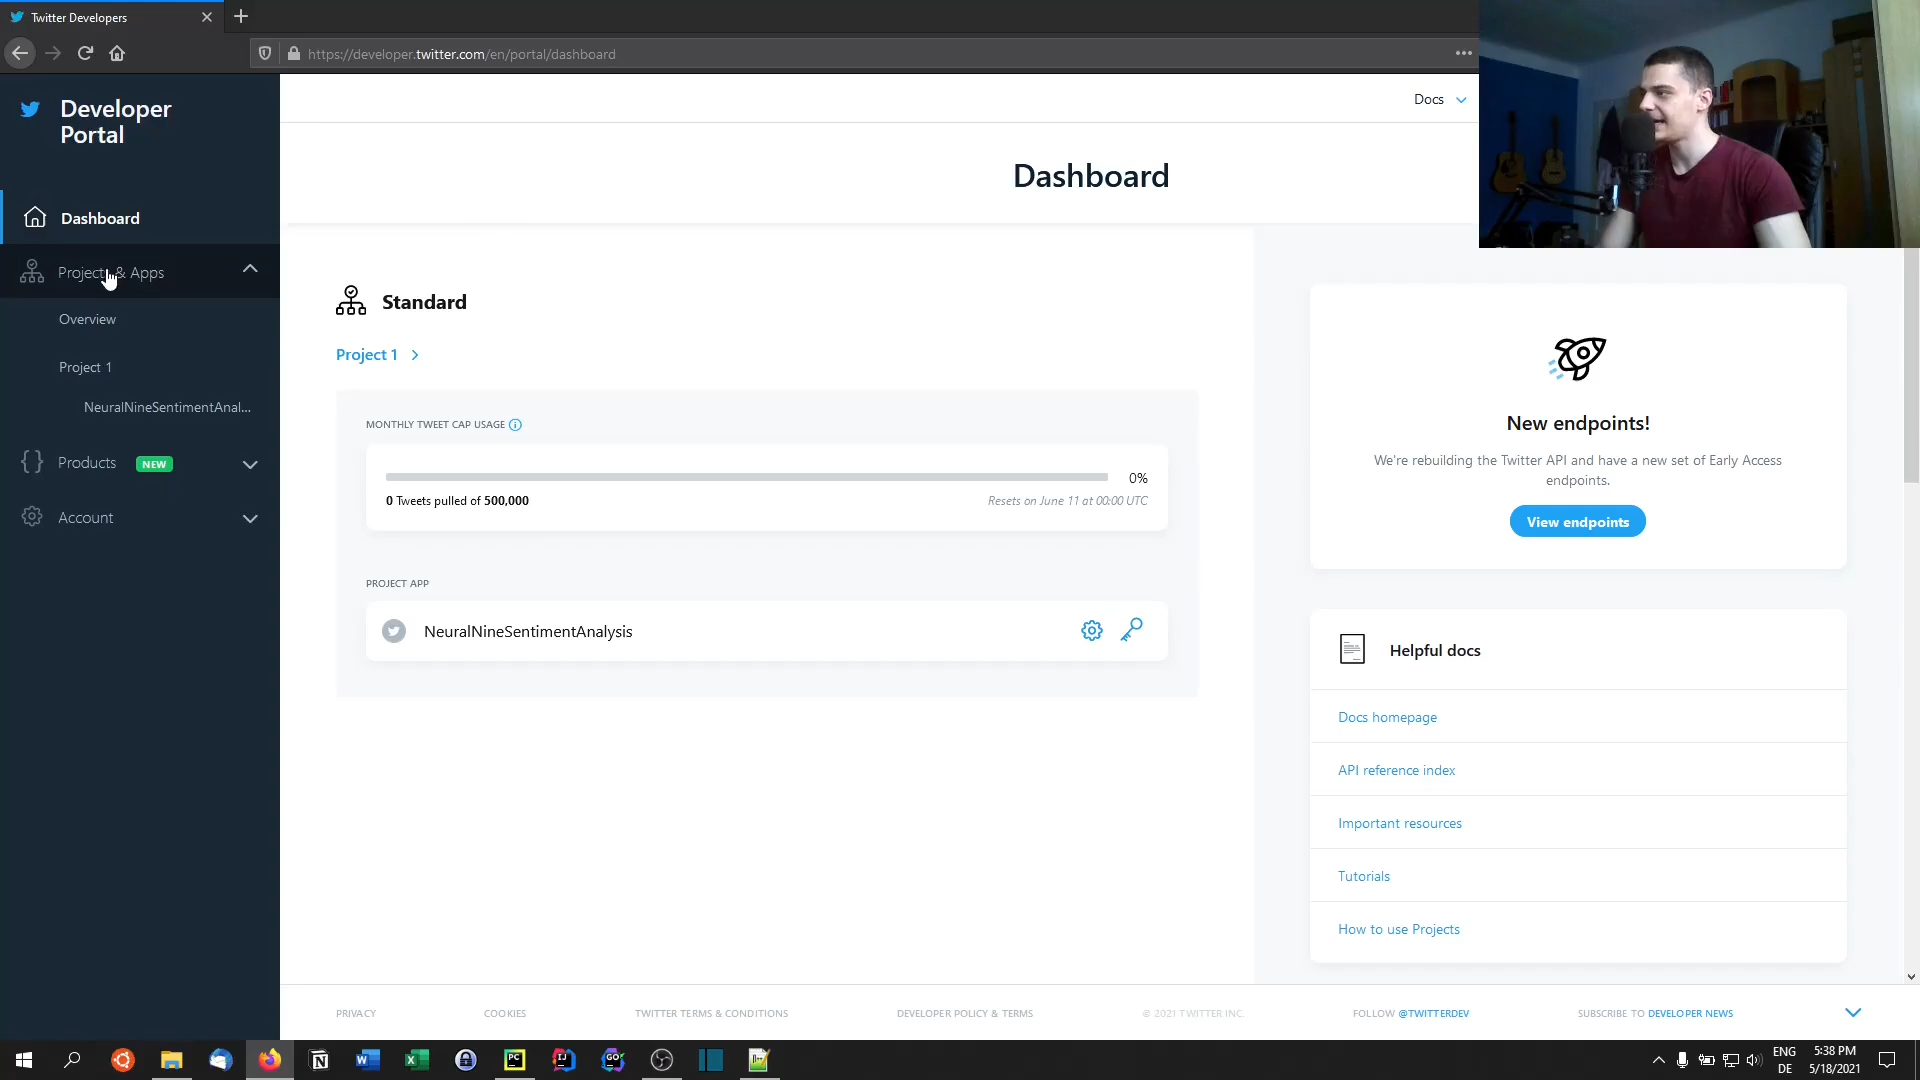 Twitter Developers
https://developer.twitter.com/en/portal/dashboard
Developer
Portal
Docs
Dashboard
Dashboard
Projects & Apps
Overview
Project 1
NeuralNineSentimentAnal...
Products NEW
Account
Standard
Project 1
MONTHLY TWEET CAP USAGE
0%
0 Tweets pulled of 500,000
Resets on June 11 at 00:00 UTC
PROJECT APP
NeuralNineSentimentAnalysis
New endpoints!
We're rebuilding the Twitter API and have a new set of Early Access
endpoints.
View endpoints
Helpful docs
Docs homepage
API reference index
Important resources
Tutorials
How to use Projects
PRIVACY
COOKIES
TWITTER TERMS & CONDITIONS
DEVELOPER POLICY & TERMS
© 2021 TWITTER INC.
FOLLOW @TWITTERDEV
SUBSCRIBE TO DEVELOPER NEWS
ENG
DE
5:38 PM
5/18/2021